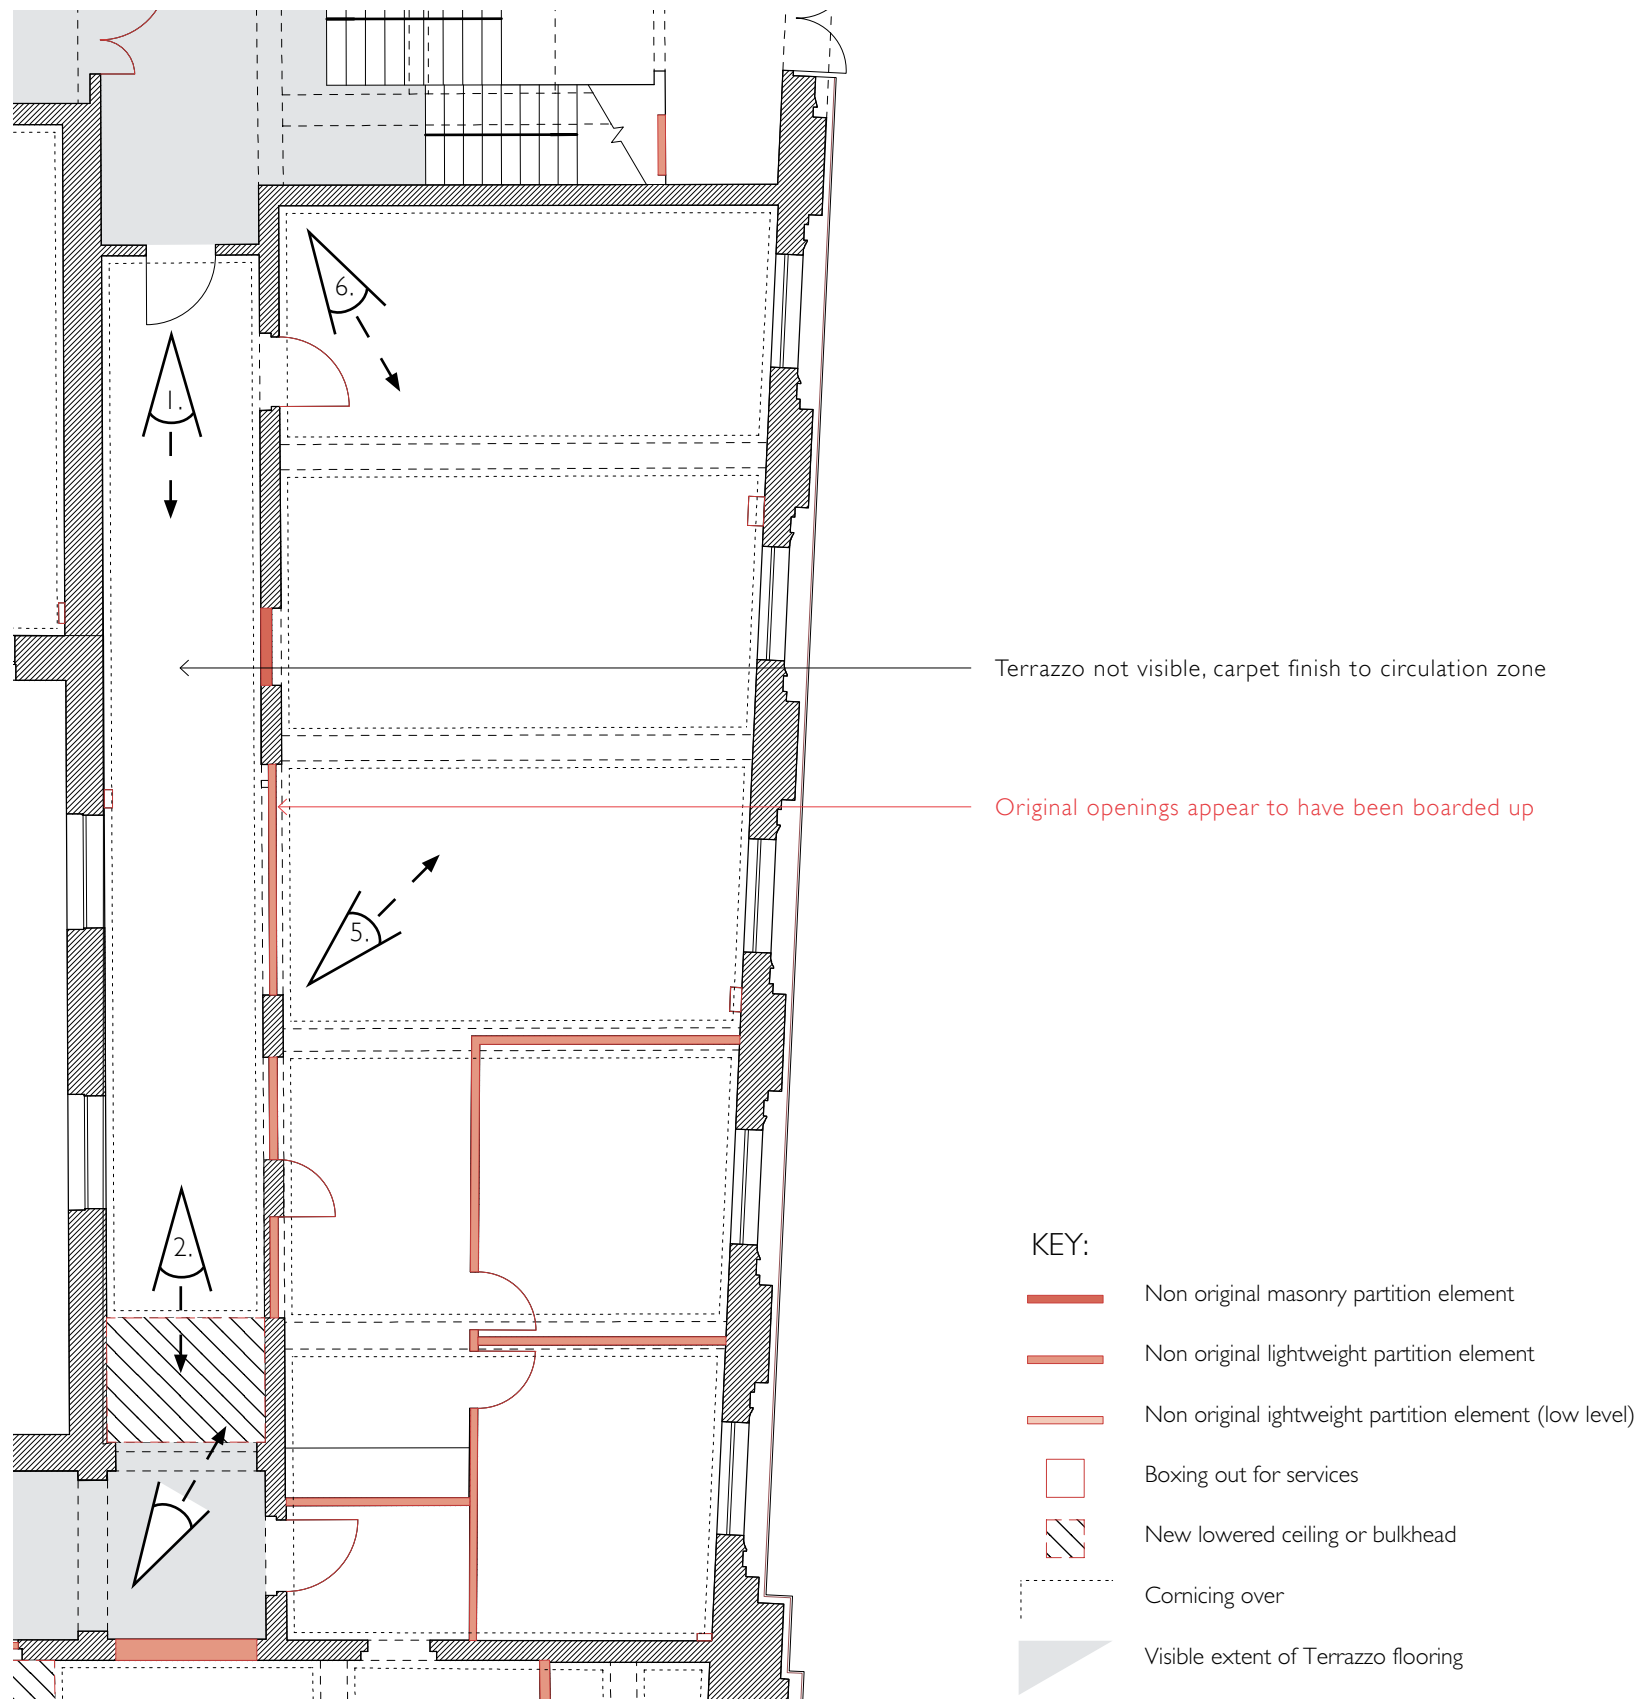 6.
1.
Terrazzo not visible, carpet finish to circulation zone
Original openings appear to have been boarded up
5.
2.
KEY:
Non original masonry partition element
Non original lightweight partition element
Non original ightweight partition element (low level)
Boxing out for services
New lowered ceiling or bulkhead
Cornicing over
Visible extent of Terrazzo flooring